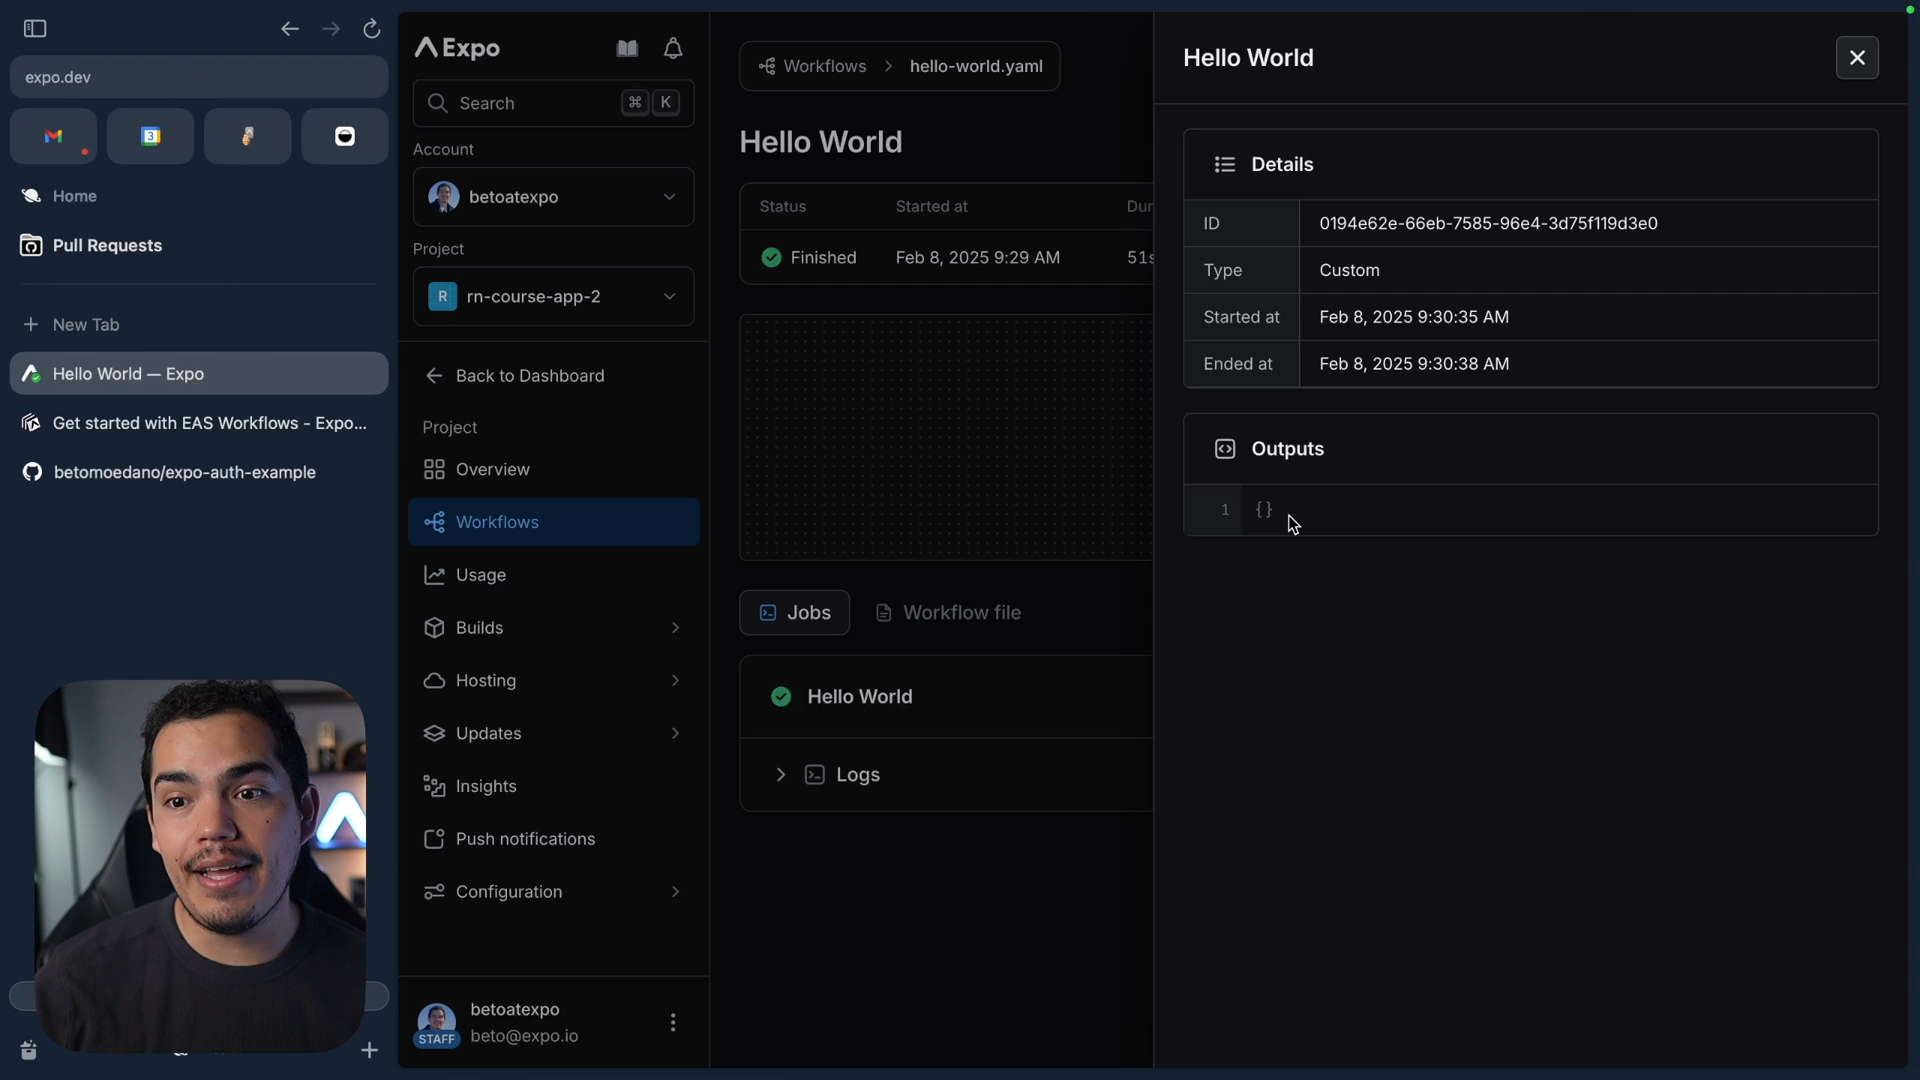 expo.dev
3
Home
Pull Requests
New Tab
Hello World — Expo
Get started with EAS Workflows - Expo...
betomoedano/expo-auth-example
Expo
Search
⌘ K
Account
betoatexpo
Project
R rn-course-app-2
Back to Dashboard
Project
Overview
Workflows
Usage
Builds
Hosting
Updates
Insights
Push notifications
Configuration
betoatexpo
beto@expo.io
STAFF
Workflows > hello-world.yaml
Hello World
Status Started at
Finished Feb 8, 2025 9:29 AM
Jobs Workflow file
Hello World
Logs
Hello World
Details
ID 0194e62e-66eb-7585-96e4-3d75f119d3e0
Type Custom
Started at Feb 8, 2025 9:30:35 AM
Ended at Feb 8, 2025 9:30:38 AM
Outputs
1 {}